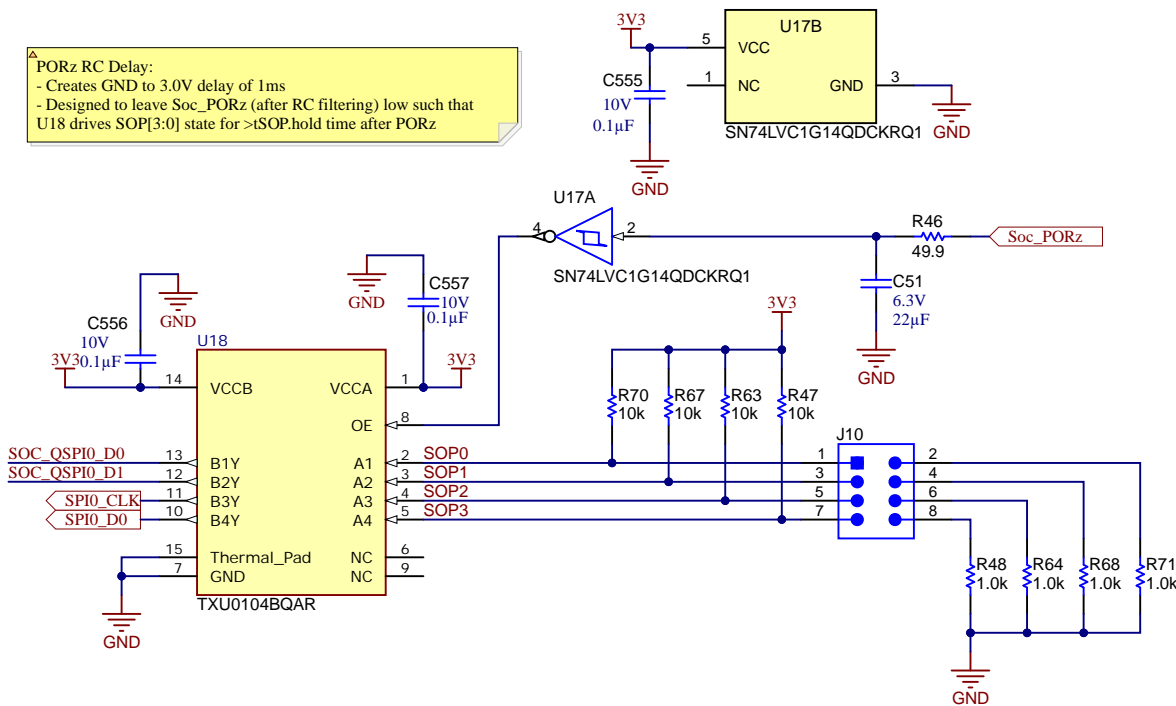 PORz RC Delay:
- Creates GND to 3.0V delay of 1ms
- Designed to leave Soc_PORz (after RC filtering) low such that
U18 drives SOP[3:0] state for >tSOP.hold time after PORz
3V3
U17B
5
VCC
1
NC
GND
3
C555
10V
0.1µF
GND
GND
SN74LVC1G14QDCKRQ1
U17A
4
2
SN74LVC1G14QDCKRQ1
R46
49.9
Soc_PORz
C51
6.3V
22µF
GND
GND
GND
C557
10V
0.1µF
C556
10V
0.1µF
3V3
3V3
3V3
U18
14
VCCB
VCCA
1
OE
8
SOC_QSPI0_D0
13
B1Y
A1
2
SOP0
SOC_QSPI0_D1
12
B2Y
A2
3
SOP1
SPI0_CLK
11
B3Y
A3
4
SOP2
SPI0_D0
10
B4Y
A4
5
SOP3
15
Thermal_Pad
NC
6
7
GND
NC
9
TXU0104BQAR
GND
R70
10k
R67
10k
R63
10k
R47
10k
J10
1
2
3
4
5
6
7
8
R48
1.0k
R64
1.0k
R68
1.0k
R71
1.0k
GND